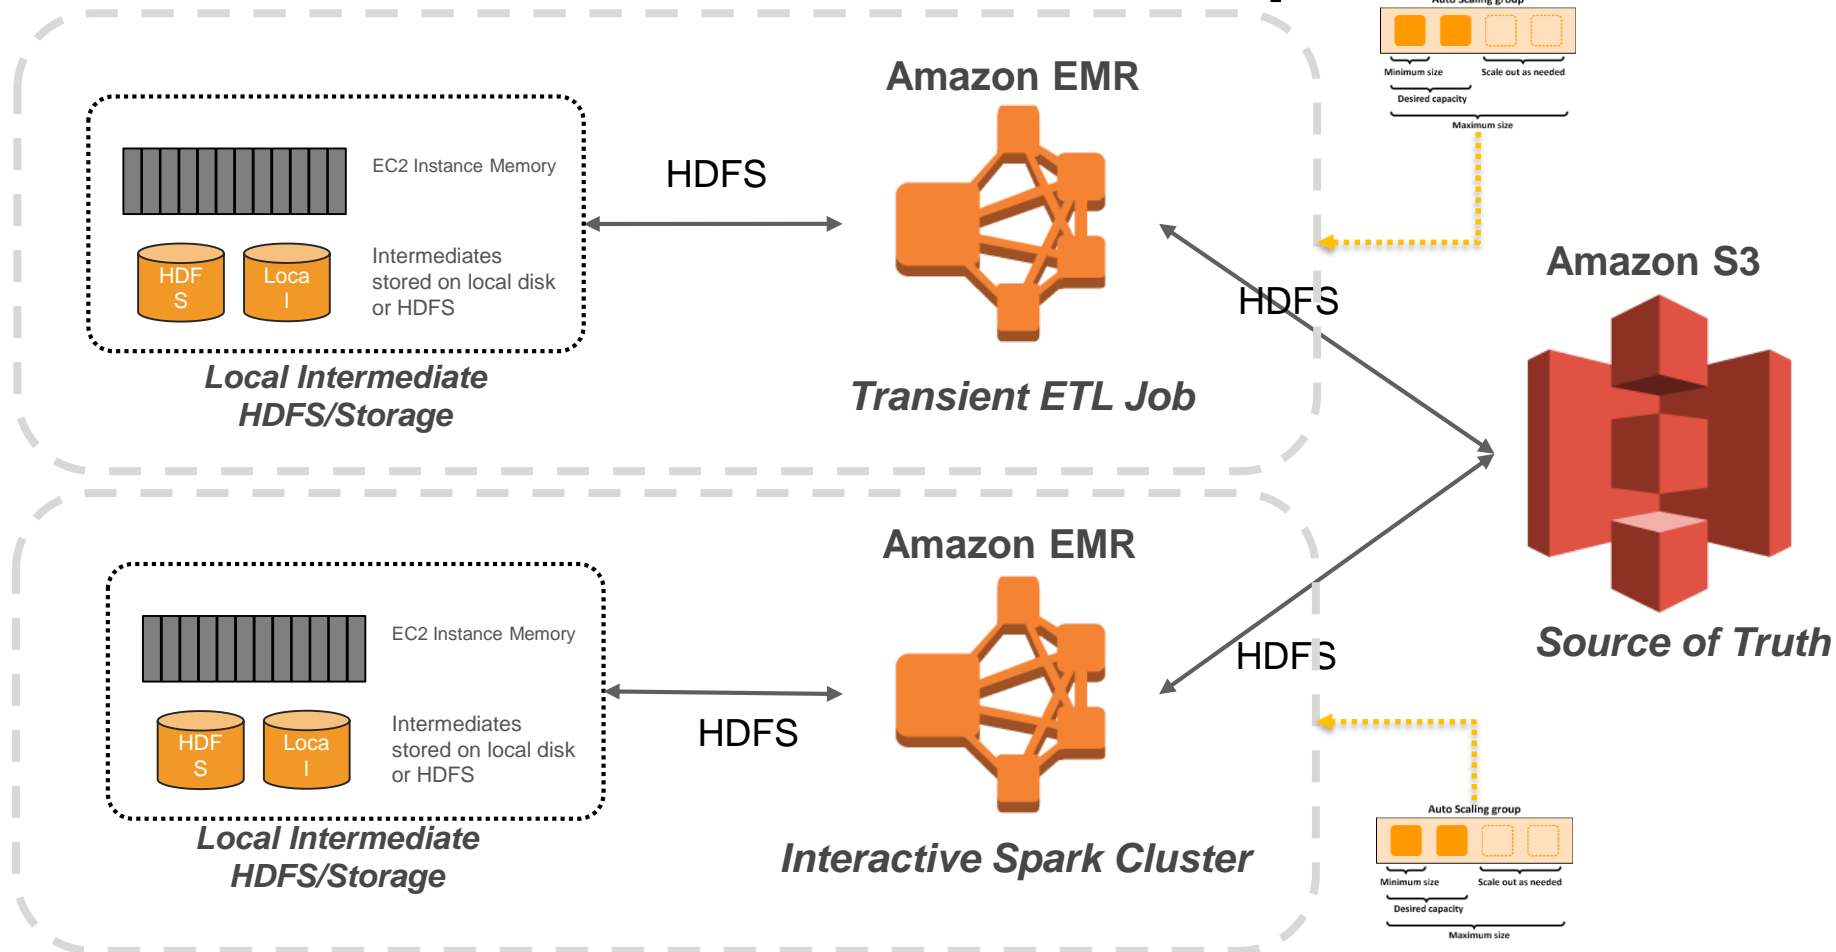 Auto Scaling group
Minimum size
Scale out as needed
Desired capacity
Maximum size
Amazon EMR
EC2 Instance Memory
HDFS
HDF
S
Loca
l
Intermediates
stored on local disk
or HDFS
Local Intermediate
HDFS/Storage
Transient ETL Job
HDFS
Amazon S3
Source of Truth
Amazon EMR
EC2 Instance Memory
HDFS
HDF
S
Loca
l
Intermediates
stored on local disk
or HDFS
Local Intermediate
HDFS/Storage
Interactive Spark Cluster
HDFS
Auto Scaling group
Minimum size
Scale out as needed
Desired capacity
Maximum size